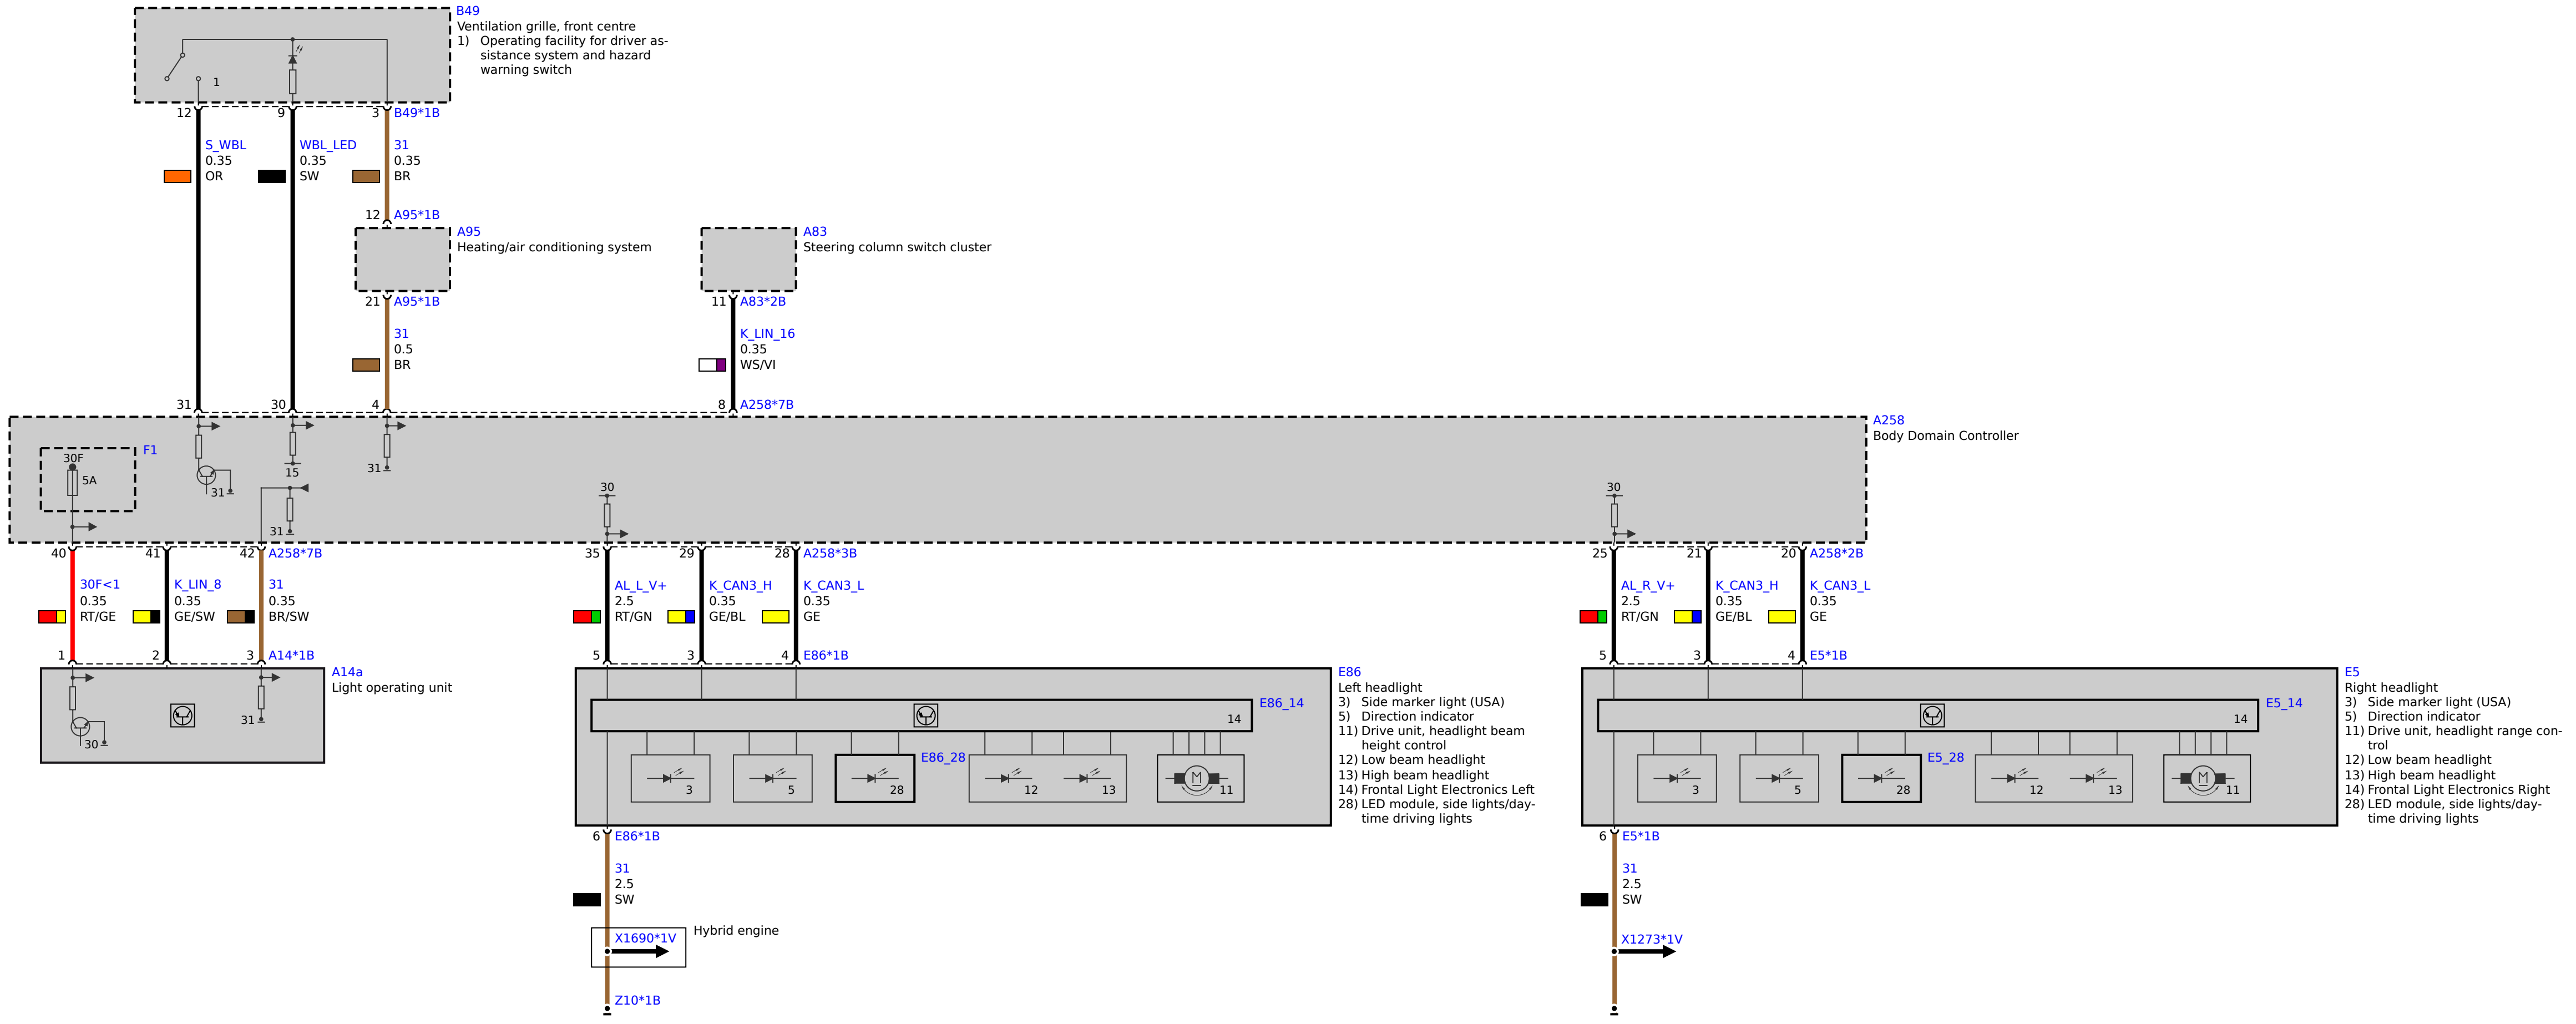 B49
Ventilation grille, front centre
1) Operating facility for driver as-
sistance system and hazard
warning switch
1
12
9
3
B49*1B
S_WBL
0.35
OR
WBL_LED
0.35
SW
31
0.35
BR
12
A95*1B
A95
Heating/air conditioning system
A83
Steering column switch cluster
21
A95*1B
11
A83*2B
31
0.5
BR
K_LIN_16
0.35
WS/VI
31
30
4
8
A258*7B
A258
Body Domain Controller
F1
30F
5A
31
15
31
31
30
30
40
41
42
A258*7B
35
29
28
A258*3B
25
21
20
A258*2B
30F<1
0.35
RT/GE
K_LIN_8
0.35
GE/SW
31
0.35
BR/SW
AL_L_V+
2.5
RT/GN
K_CAN3_H
0.35
GE/BL
K_CAN3_L
0.35
GE
AL_R_V+
2.5
RT/GN
K_CAN3_H
0.35
GE/BL
K_CAN3_L
0.35
GE
1
2
3
A14*1B
5
3
4
E86*1B
5
3
4
E5*1B
A14a
Light operating unit
30
31
E86
Left headlight
3) Side marker light (USA)
5) Direction indicator
11) Drive unit, headlight beam
height control
12) Low beam headlight
13) High beam headlight
14) Frontal Light Electronics Left
28) LED module, side lights/day-
time driving lights
E86_14
14
E86_28
3
5
28
12
13
M
11
E5
Right headlight
3) Side marker light (USA)
5) Direction indicator
11) Drive unit, headlight range con-
trol
12) Low beam headlight
13) High beam headlight
14) Frontal Light Electronics Right
28) LED module, side lights/day-
time driving lights
E5_14
14
E5_28
3
5
28
12
13
M
11
6
E86*1B
6
E5*1B
31
2.5
SW
31
2.5
SW
Hybrid engine
X1690*1V
X1273*1V
Z10*1B